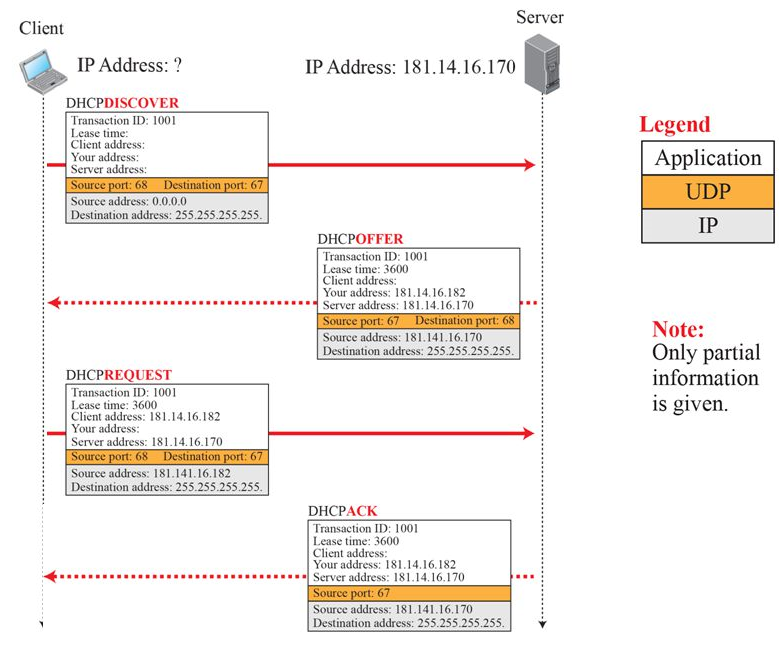 Client
Server
IP Address: ?
IP Address: 181.14.16.170
DHCPDISCOVER
Transaction ID: 1001
Lease time:
Client address:
Your address:
Server address:
Source port: 68 Destination port: 67
Source address: 0.0.0.0
Destination address: 255.255.255.255.
Legend
Application
UDP
IP
DHCPOFFER
Transaction ID: 1001
Lease time: 3600
Client address:
Your address: 181.14.16.182
Server address: 181.14.16.170
Source port: 67 Destination port: 68
Source address: 181.141.16.170
Destination address: 255.255.255.255.
Note:
Only partial
information
is given.
DHCPREQUEST
Transaction ID: 1001
Lease time: 3600
Client address: 181.14.16.182
Your address:
Server address: 181.14.16.170
Source port: 68 Destination port: 67
Source address: 181.141.16.182
Destination address: 255.255.255.255.
DHCPACK
Transaction ID: 1001
Lease time: 3600
Client address:
Your address: 181.14.16.182
Server address: 181.14.16.170
Source port: 67
Source address: 181.141.16.170
Destination address: 255.255.255.255.